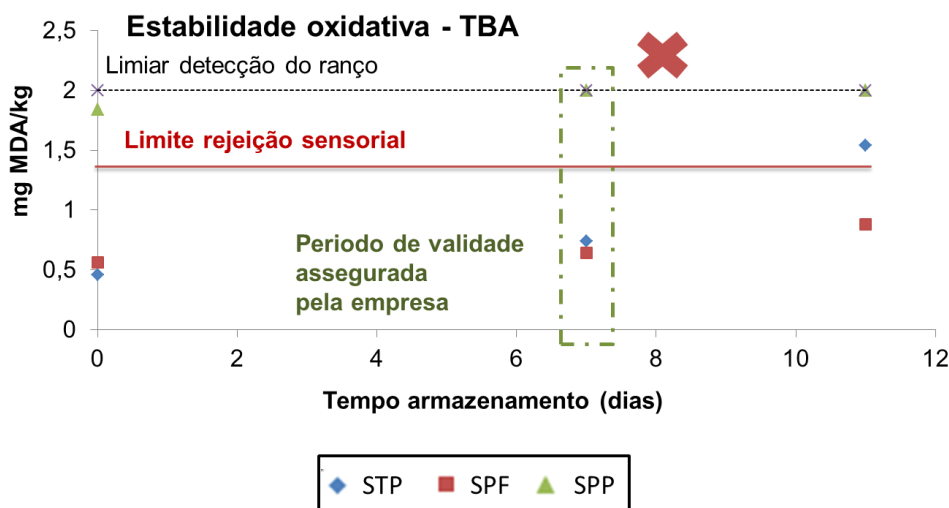 Estabilidade oxidativa - TBA
2,5
Limiar detecção do ranço
2
Limite rejeição sensorial
1,5
mg MDA/kg
1
Periodo de validade
assegurada
pela empresa
0,5
0
0 2 4 6 8 10 12
Tempo armazenamento (dias)
STP SPF SPP